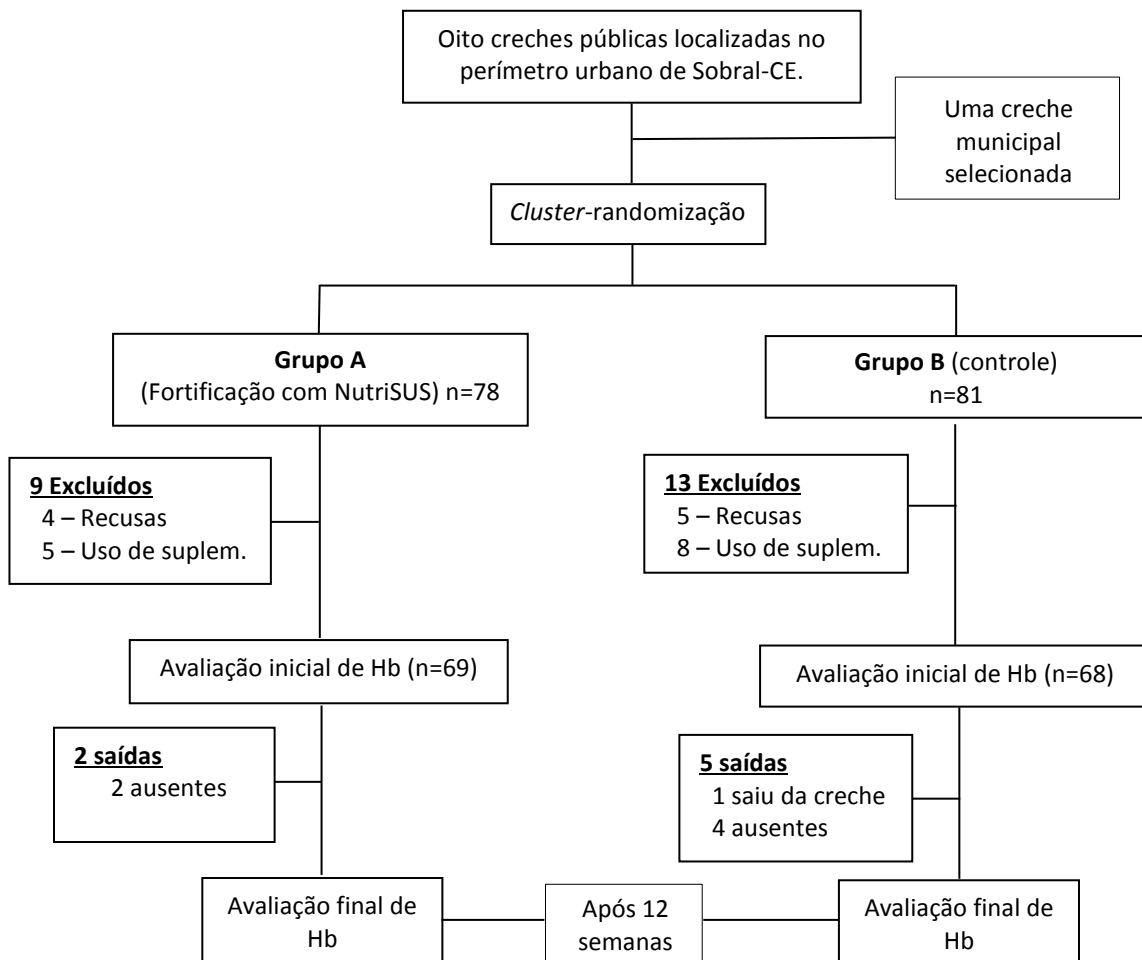 Oito creches públicas localizadas no
perímetro urbano de Sobral-CE.
Uma creche
municipal
selecionada
Cluster-randomização
Grupo A
(Fortificação com NutriSUS) n=78
Grupo B (controle)
n=81
9 Excluídos
4 – Recusas
5 – Uso de suplem.
13 Excluídos
5 – Recusas
8 – Uso de suplem.
Avaliação inicial de Hb (n=69)
Avaliação inicial de Hb (n=68)
2 saídas
2 ausentes
5 saídas
1 saiu da creche
4 ausentes
Avaliação final de
Hb
Após 12
semanas
Avaliação final de
Hb